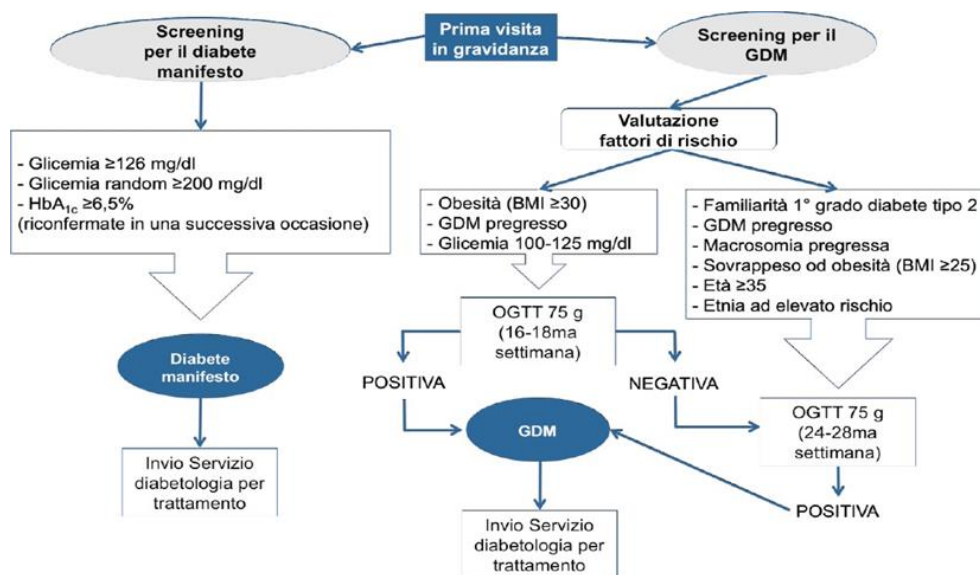 Prima visita
in gravidanza
Screening
per il diabete
manifesto
Screening per il
GDM
- Glicemia ≥126 mg/dl
- Glicemia random ≥200 mg/dl
- HbA1c ≥6,5%
(riconfermate in una successiva occasione)
Diabete
manifesto
Invio Servizio
diabetologia per
trattamento
Valutazione
fattori di rischio
- Obesità (BMI ≥30)
- GDM pregresso
- Glicemia 100-125 mg/dl
- Familiarità 1° grado diabete tipo 2
- GDM pregresso
- Macrosomia pregressa
- Sovrappeso od obesità (BMI ≥25)
- Età ≥35
- Etnia ad elevato rischio
OGTT 75 g
(16-18ma
settimana)
POSITIVA
NEGATIVA
GDM
OGTT 75 g
(24-28ma
settimana)
POSITIVA
Invio Servizio
diabetologia per
trattamento